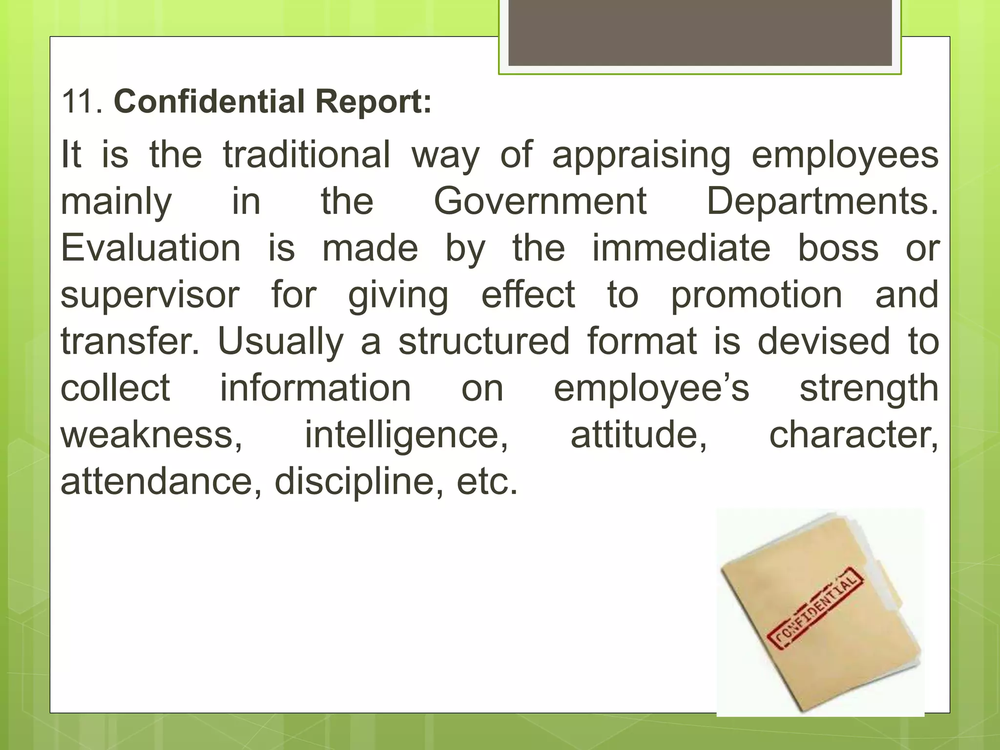 11. Confidential Report:
It is the traditional way of appraising employees
mainly in the Government Departments.
Evaluation is made by the immediate boss or
supervisor for giving effect to promotion and
transfer. Usually a structured format is devised to
collect information on employee’s strength
weakness, intelligence, attitude, character,
attendance, discipline, etc.
CONFIDENTIAL